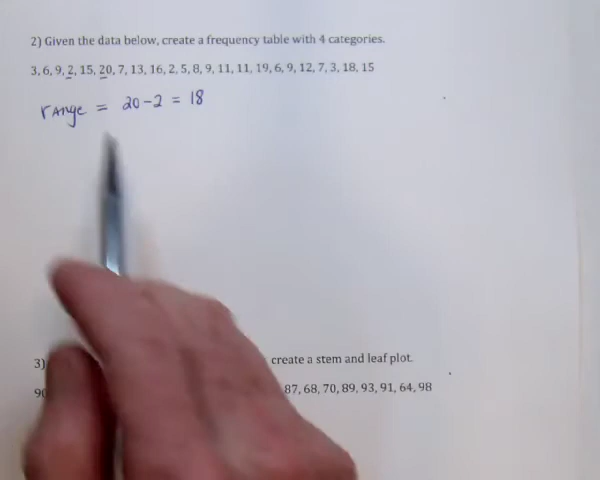 2) Given the data below, create a frequency table with 4 categories.
3, 6, 9, 2, 15, 20, 7, 13, 16, 2, 5, 8, 9, 11, 11, 19, 6, 9, 12, 7, 3, 18, 15
range = 20-2 = 18
3) create a stem and leaf plot.
87, 68, 70, 89, 93, 91, 64, 98